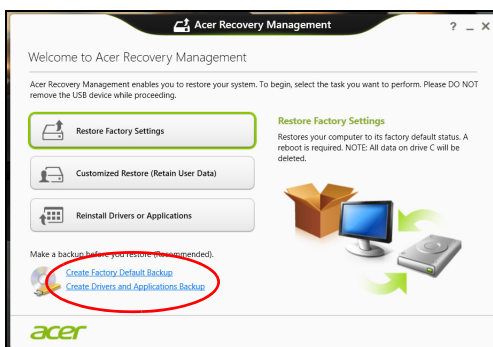 Acer Recovery Management
? _ X
Welcome to Acer Recovery Management
Acer Recovery Management enables you to restore your system. To begin, select the task you want to perform. Please DO NOT
remove the USB device while proceeding.
Restore Factory Settings
Customized Restore (Retain User Data)
Reinstall Drivers or Applications
Restore Factory Settings
Restores your computer to its factory default status. A
reboot is required. NOTE: All data on drive C will be
deleted.
Make a backup before you restore (Recommended).
Create Factory Default Backup
Create Drivers and Applications Backup
acer